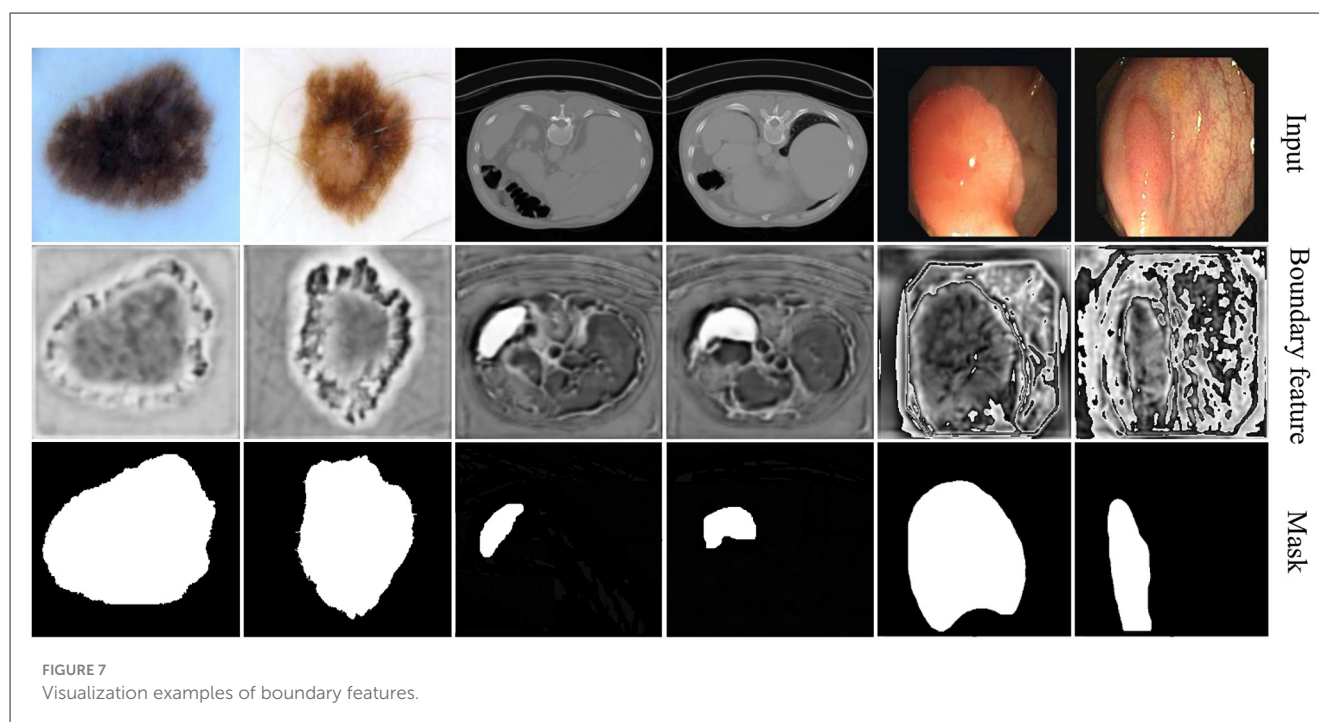 Input
Boundary feature
Mask
FIGURE 7
Visualization examples of boundary features.